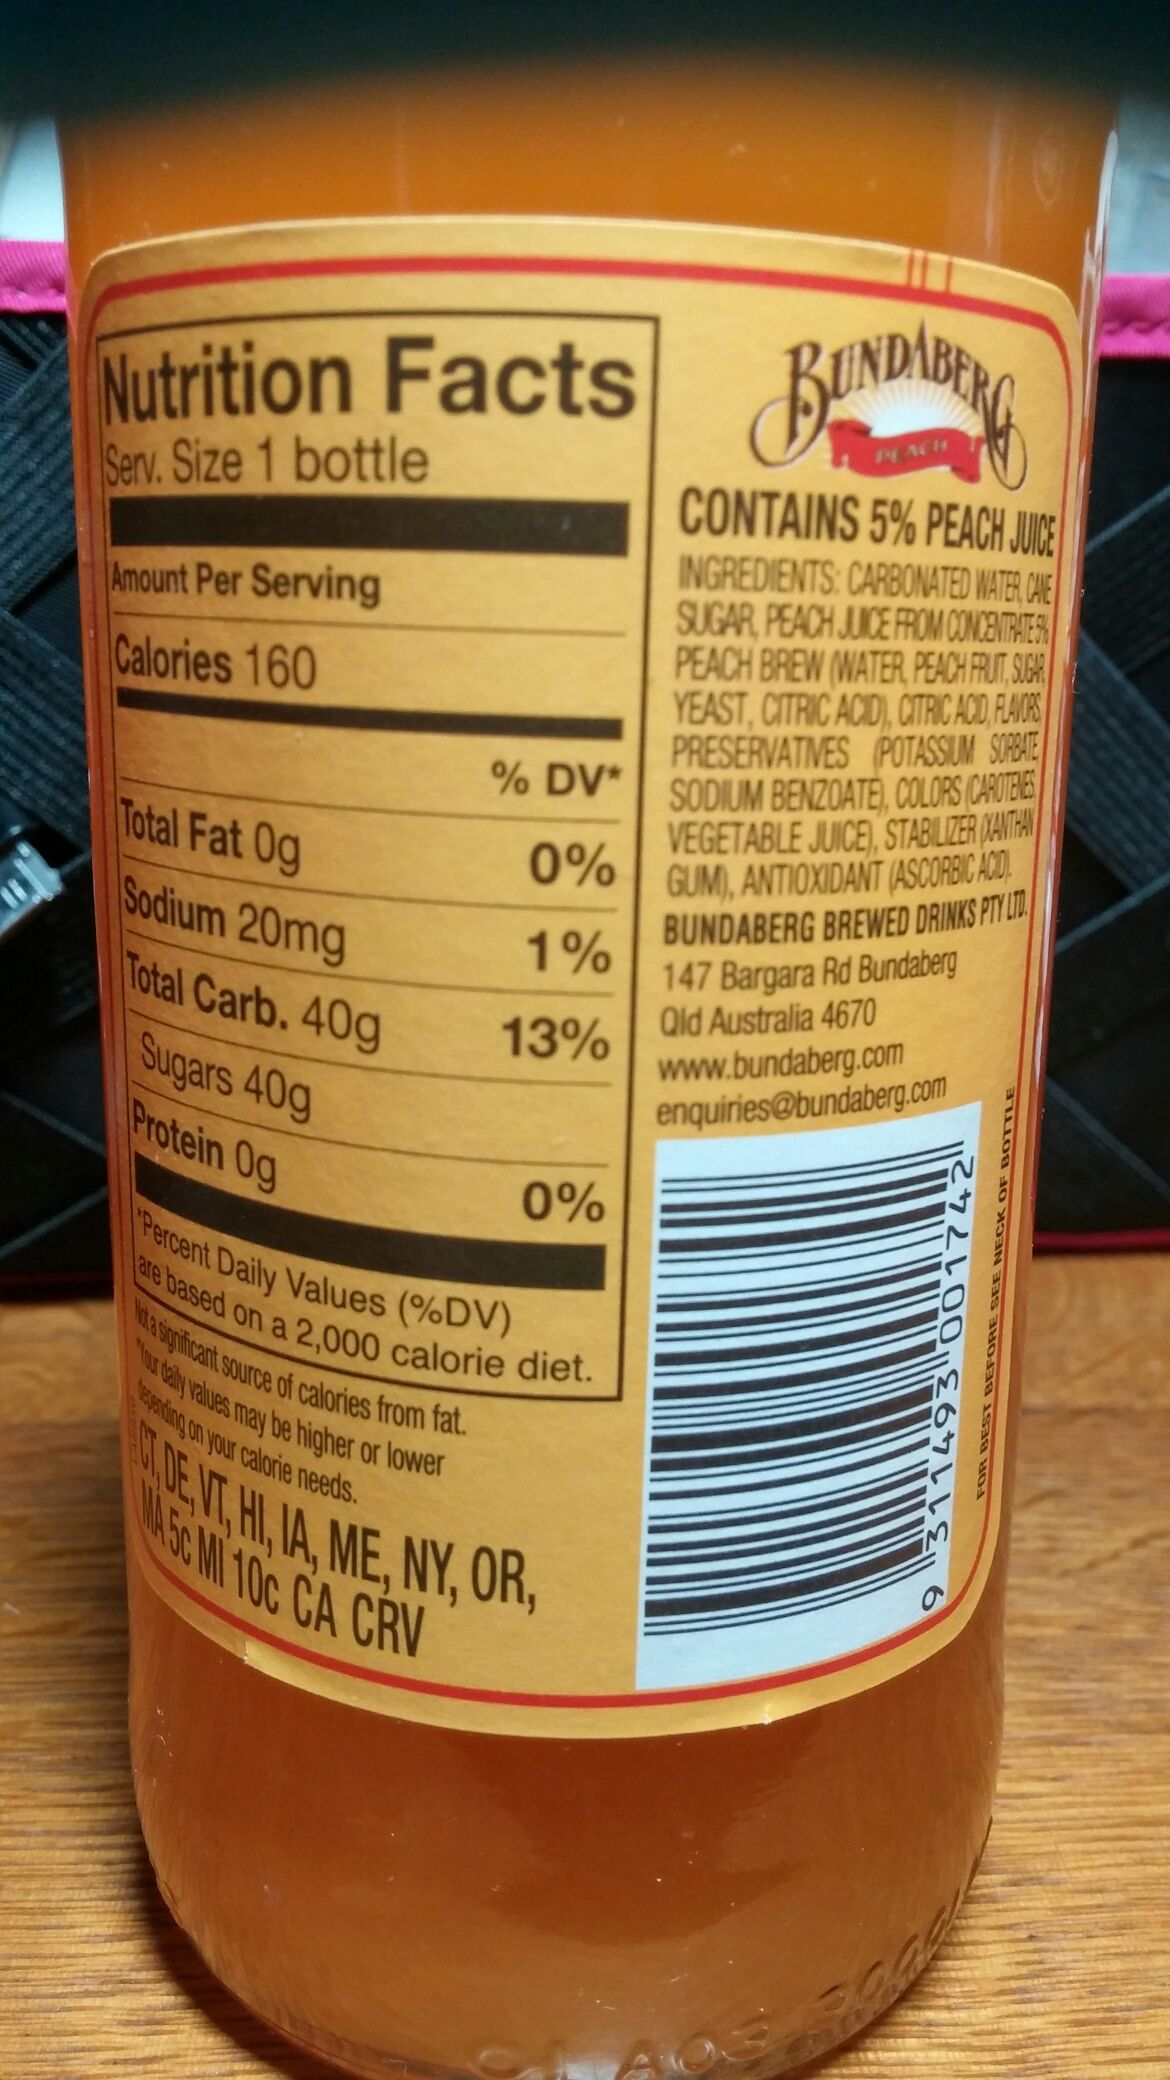 Nutrition Facts
Serv. Size 1 bottle
Amount Per Serving
Calories 160
% DV*
Total Fat 0g 0%
Sodium 20mg 1%
Total Carb. 40g 13%
Sugars 40g
Protein 0g 0%
*Percent Daily Values (%DV)
are based on a 2,000 calorie diet.
Not a significant source of calories from fat.
*Your daily values may be higher or lower
depending on your calorie needs.
CT, DE, VT, HI, IA, ME, NY, OR,
MA 5c MI 10c CA CRV
BUNDABERG
PEACH
CONTAINS 5% PEACH JUICE
INGREDIENTS: CARBONATED WATER, CANE
SUGAR, PEACH JUICE FROM CONCENTRATE 5%
PEACH BREW (WATER, PEACH FRUIT, SUGAR,
YEAST, CITRIC ACID), CITRIC ACID, FLAVORS,
PRESERVATIVES (POTASSIUM SORBATE,
SODIUM BENZOATE), COLORS (CAROTENES,
VEGETABLE JUICE), STABILIZER (XANTHAN
GUM), ANTIOXIDANT (ASCORBIC ACID).
BUNDABERG BREWED DRINKS PTY LTD.
147 Bargara Rd Bundaberg
Qld Australia 4670
www.bundaberg.com
enquiries@bundaberg.com
9 311493 001742
FOR BEST BEFORE SEE NECK OF BOTTLE